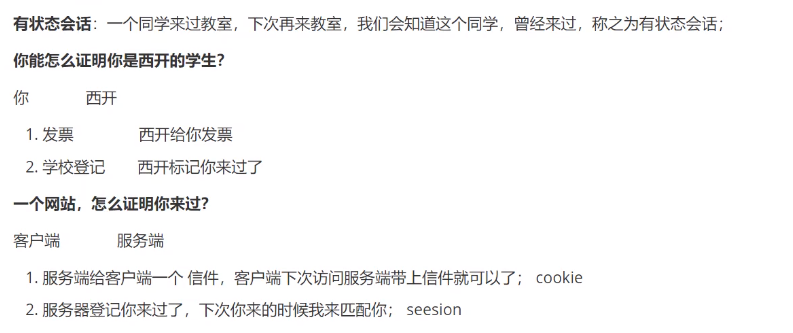 有状态会话：一个同学来过教室，下次再来教室，我们会知道这个同学，曾经来过，称之为有状态会话；
你能怎么证明你是西开的学生？
你 西开
1. 发票 西开给你发票
2. 学校登记 西开标记你来过了
一个网站，怎么证明你来过？
客户端 服务端
1. 服务端给客户端一个 信件，客户端下次访问服务端带上信件就可以了； cookie
2. 服务器登记你来过了，下次你来的时候我来匹配你； seesion